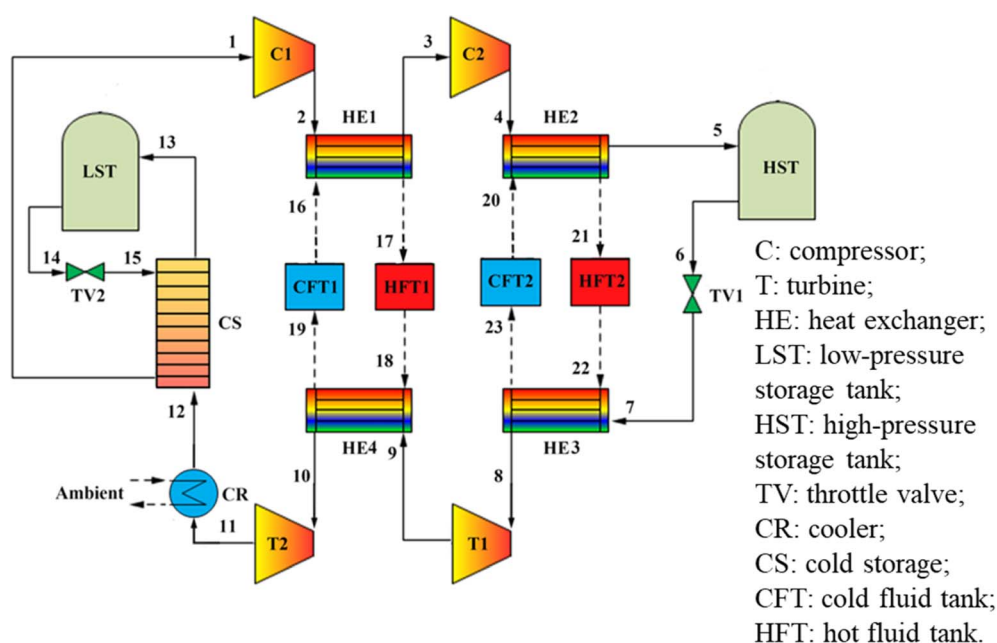 1
C1
3
C2
2
HE1
4
HE2
5
13
LST
HST
16
17
20
21
14
15
TV2
6
TV1
CFT1
HFT1
CFT2
HFT2
CS
19
18
23
22
12
7
HE4
9
HE3
10
8
Ambient
CR
11
T2
T1
C: compressor;
T: turbine;
HE: heat exchanger;
LST: low-pressure
storage tank;
HST: high-pressure
storage tank;
TV: throttle valve;
CR: cooler;
CS: cold storage;
CFT: cold fluid tank;
HFT: hot fluid tank.